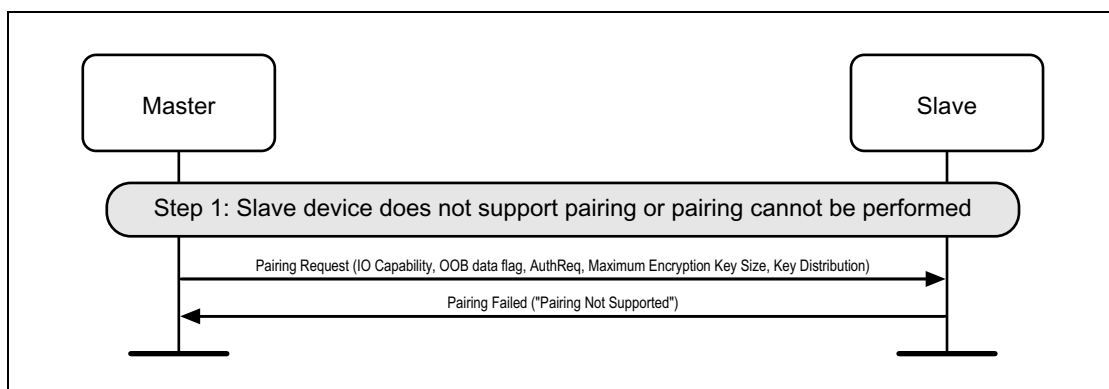 Master
Slave
Step 1: Slave device does not support pairing or pairing cannot be performed
Pairing Request (IO Capability, OOB data flag, AuthReq, Maximum Encryption Key Size, Key Distribution)
Pairing Failed ("Pairing Not Supported")